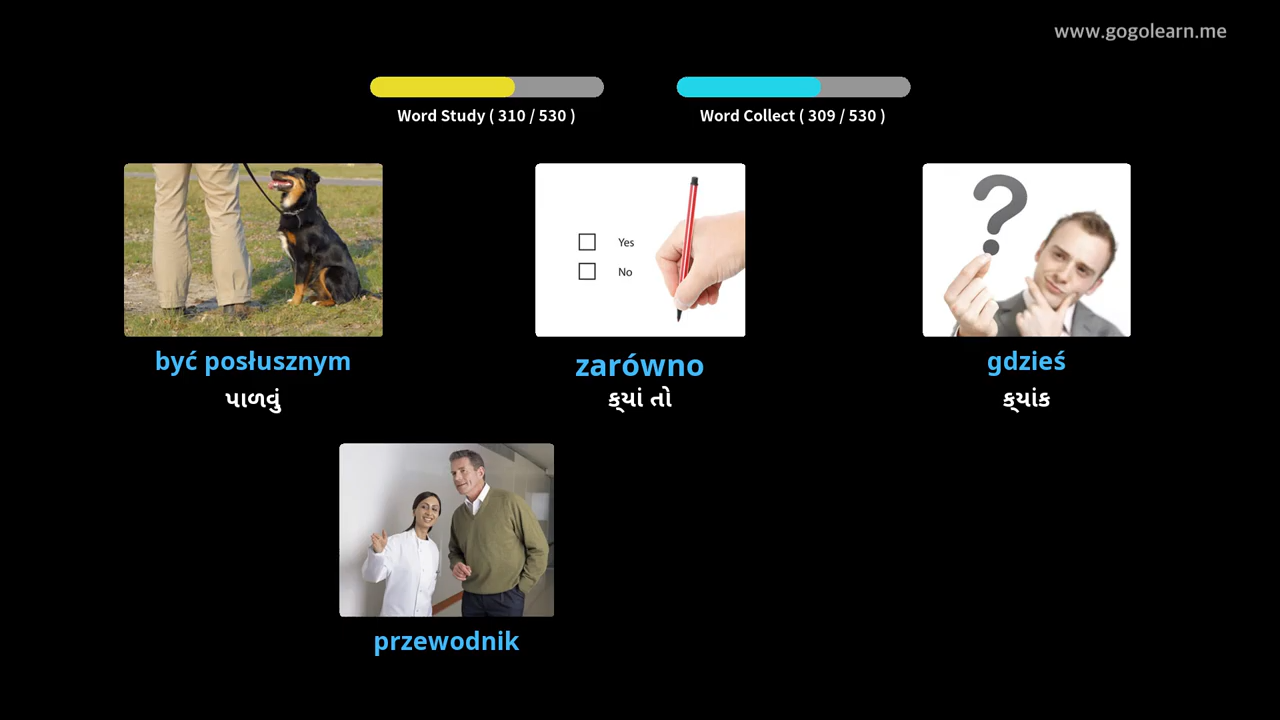 www.gogolearn.me
Word Study ( 310 / 530 )
Word Collect ( 309 / 530 )
Yes
No
być posłusznym
zarówno
gdzieś
પાળવું
ક્યાં તો
ક્યાંક
przewodnik